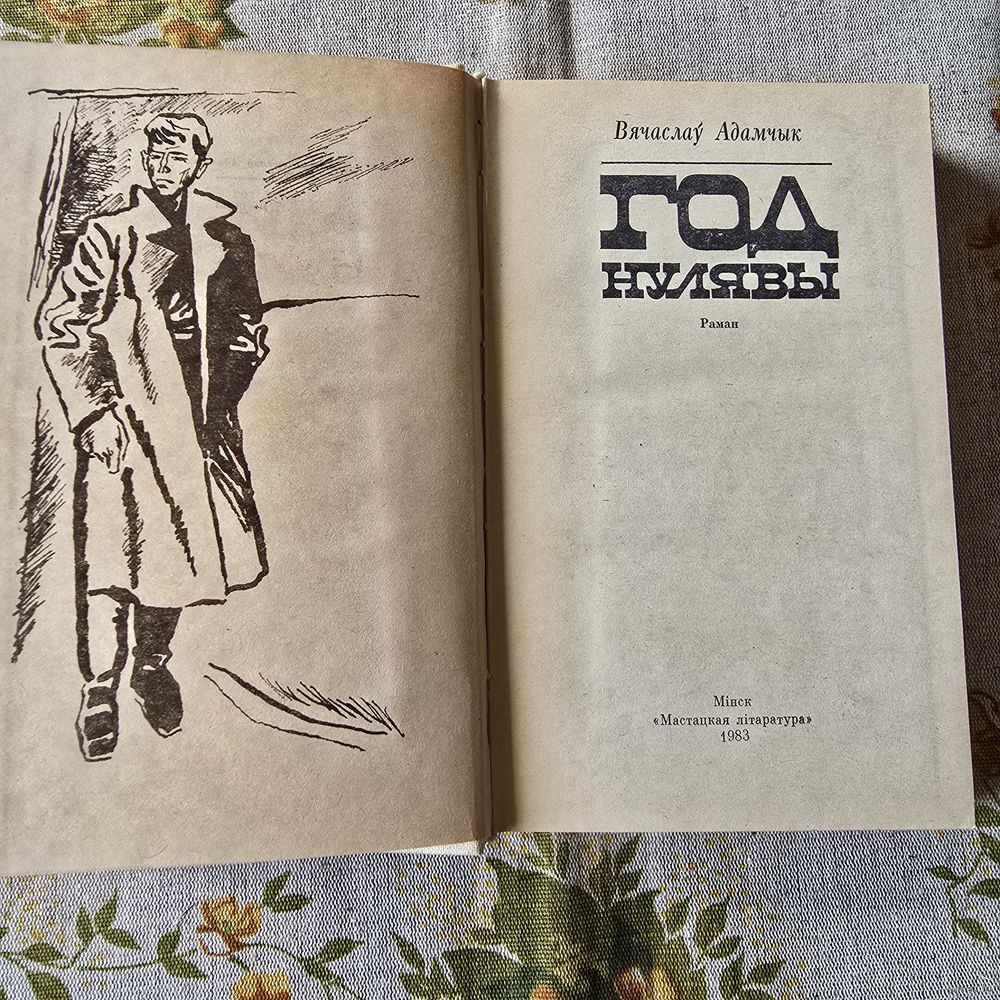 Вячаслаў Адамчык
ГОД
НУЛЯВЫ
Раман
Мінск
«Мастацкая літаратура»
1983